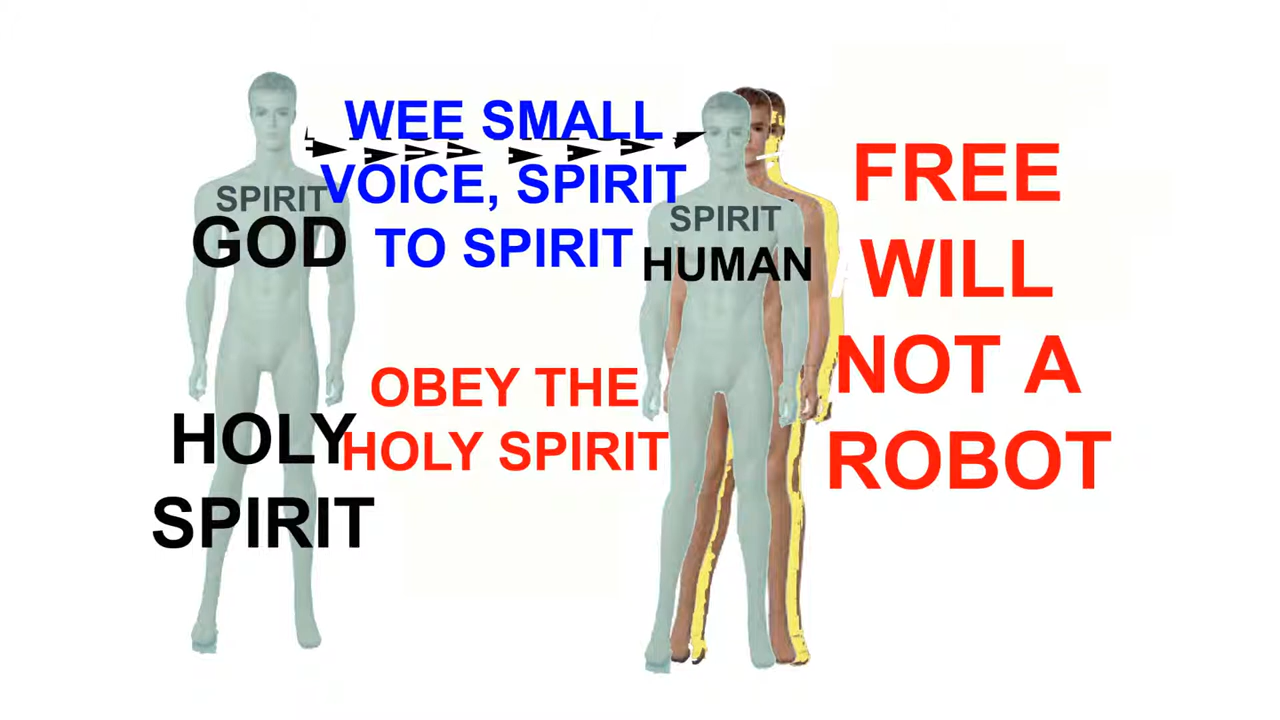 SPIRIT
GOD
HOLY
SPIRIT
WEE SMALL
VOICE, SPIRIT
TO SPIRIT
OBEY THE
HOLY SPIRIT
SPIRIT
HUMAN
FREE
WILL
NOT A
ROBOT